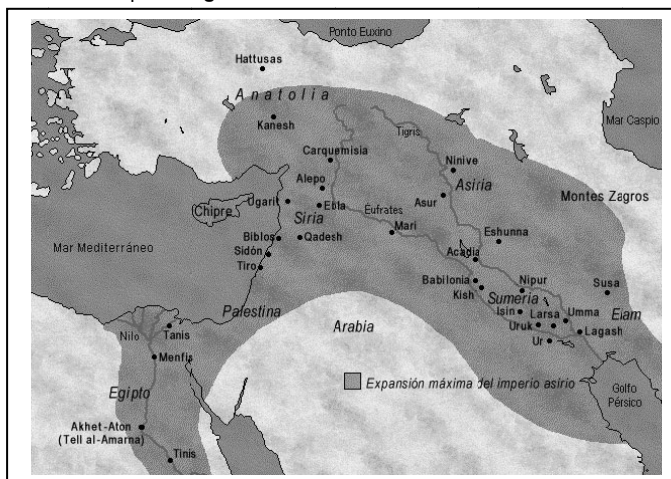 Ponto Euxino
Hattusas
Mar Caspio
Anatolia
Kanesh
Tigris
Carquemisia
Ninive
Alepo
Asiria
Montes Zagros
Asur
Ugarit
Ebla
Chipre
Siria
Éufrates
Mari
Eshunna
Mar Mediterráneo
Biblos
Qadesh
Sidón
Acadia
Tiro
Babilonia
Nipur
Susa
Kish
Sumeria
Elam
Palestina
Isin
Larsa
Umma
Uruk
Lagash
Arabia
Ur
Nilo
Tanis
Menfis
Golfo
Pérsico
Expansión máxima del imperio asirio
Egipto
Akhet-Aton
(Tell al-Amarna)
Tinis